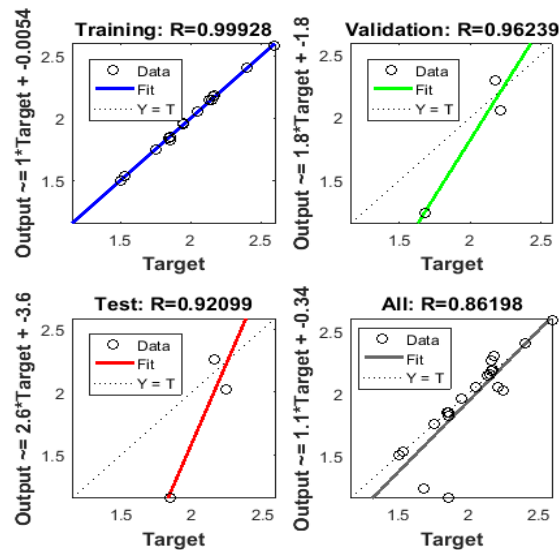 Training: R=0.99928
Output ~= 1*Target + -0.0054
2.5
2
1.5
Data
Fit
Y = T
1.5
2
2.5
Target
Validation: R=0.96239
Output ~= 1.8*Target + -1.8
2.5
2
1.5
Data
Fit
Y = T
1.5
2
2.5
Target
Test: R=0.92099
Output ~= 2.6*Target + -3.6
2.5
2
1.5
Data
Fit
Y = T
1.5
2
2.5
Target
All: R=0.86198
Output ~= 1.1*Target + -0.34
2.5
2
1.5
Data
Fit
Y = T
1.5
2
2.5
Target